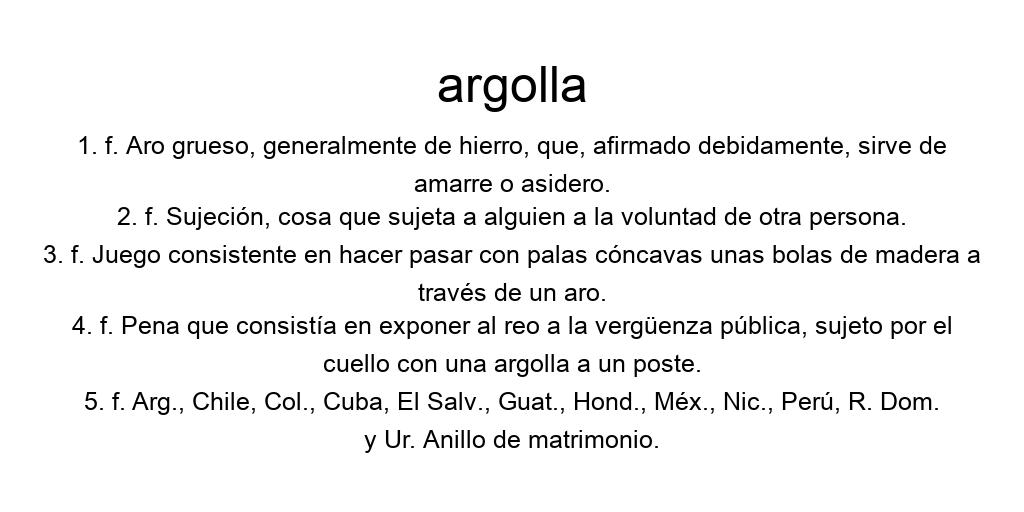 argolla
1. f. Aro grueso, generalmente de hierro, que, afirmado debidamente, sirve de
amarre o asidero.
2. f. Sujeción, cosa que sujeta a alguien a la voluntad de otra persona.
3. f. Juego consistente en hacer pasar con palas cóncavas unas bolas de madera a
través de un aro.
4. f. Pena que consistía en exponer al reo a la vergüenza pública, sujeto por el
cuello con una argolla a un poste.
5. f. Arg., Chile, Col., Cuba, El Salv., Guat., Hond., Méx., Nic., Perú, R. Dom.
y Ur. Anillo de matrimonio.